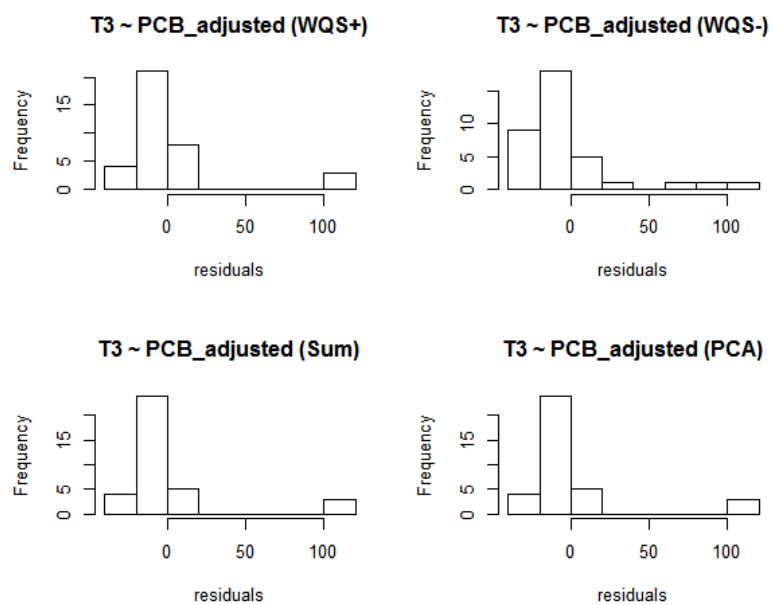 T3 ~ PCB_adjusted (WQS+)
Frequency
15
5
0
0 50 100
residuals
T3 ~ PCB_adjusted (WQS-)
Frequency
10
5
0
0 50 100
residuals
T3 ~ PCB_adjusted (Sum)
Frequency
15
5
0
0 50 100
residuals
T3 ~ PCB_adjusted (PCA)
Frequency
15
5
0
0 50 100
residuals